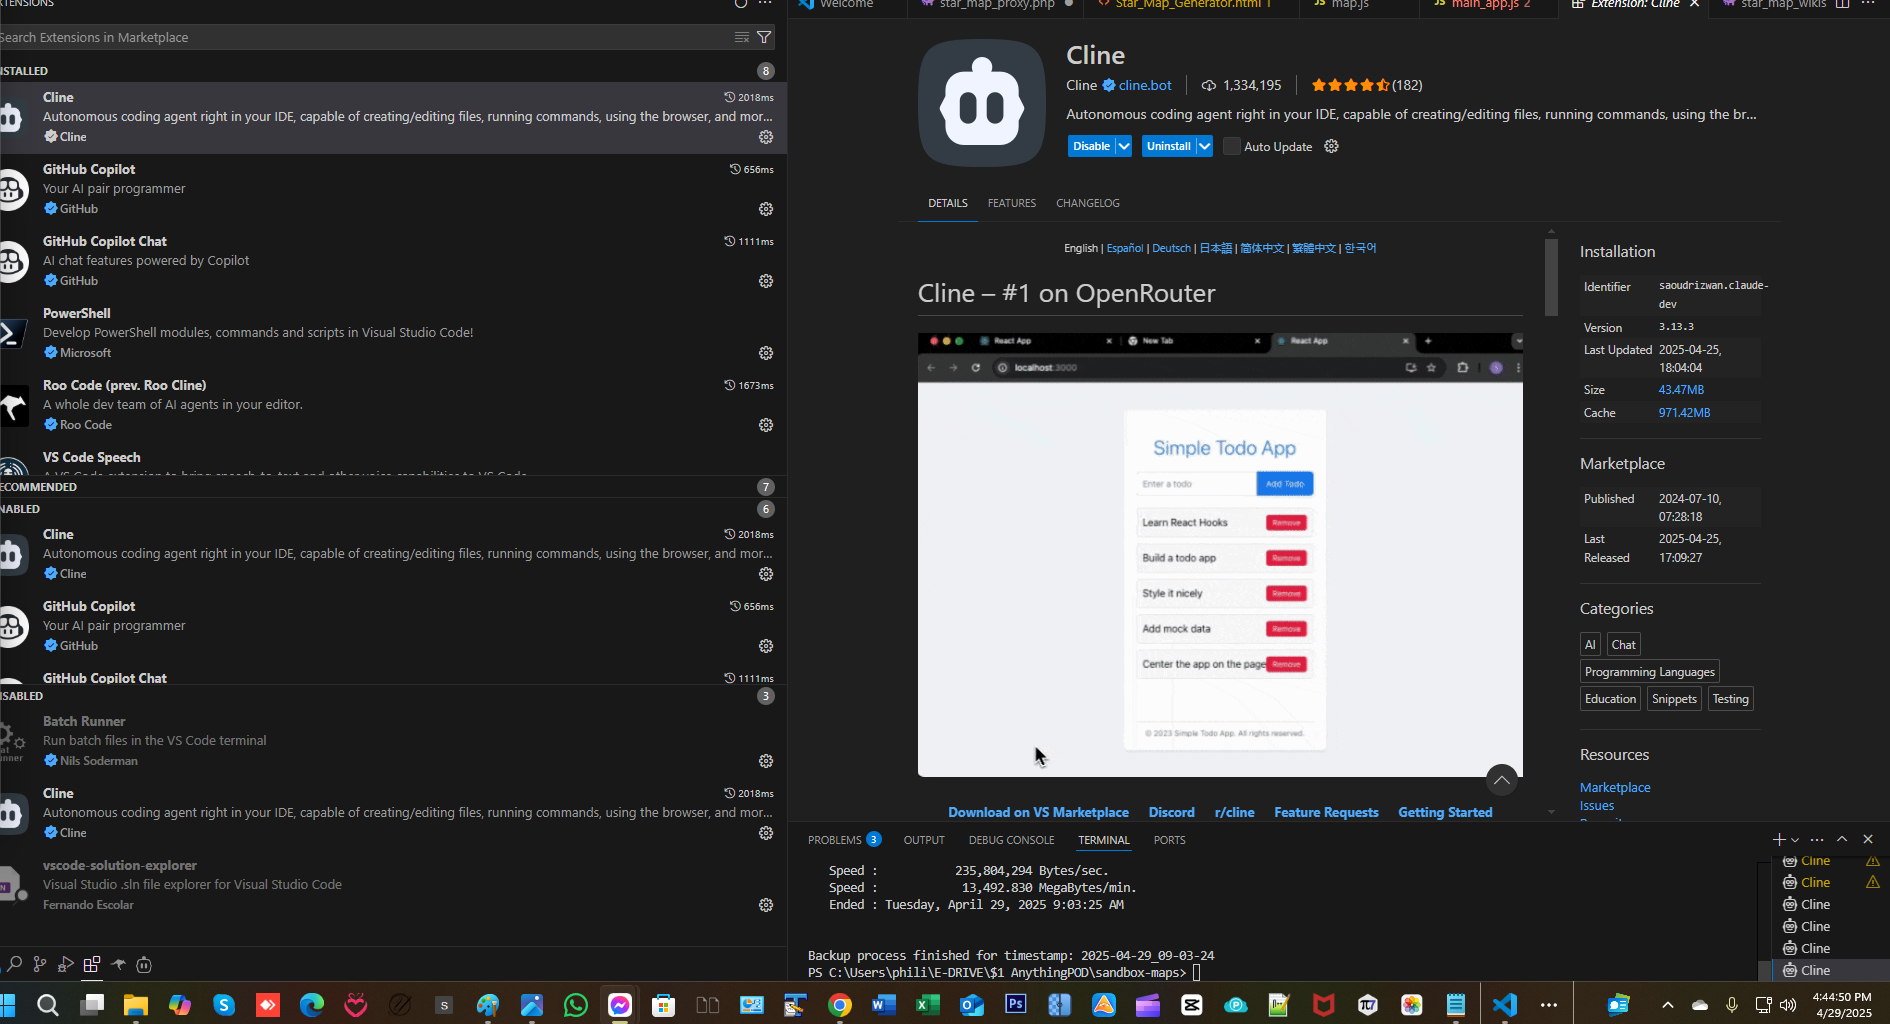 TENSIONS
Welcome
star_map_proxy.php
Star_Map_Generator.html 1
map.js
main_app.js 2
Extension: Cline
star_map_wikis
Search Extensions in Marketplace
NSTALLED
8
Cline
2018ms
Autonomous coding agent right in your IDE, capable of creating/editing files, running commands, using the browser, and mor...
Cline
GitHub Copilot
656ms
Your AI pair programmer
GitHub
GitHub Copilot Chat
1111ms
AI chat features powered by Copilot
GitHub
PowerShell
Develop PowerShell modules, commands and scripts in Visual Studio Code!
Microsoft
Roo Code (prev. Roo Cline)
1673ms
A whole dev team of AI agents in your editor.
Roo Code
VS Code Speech
A VS Code extension to bring speech-to-text and other voice capabilities to VS Code.
ECOMMENDED
7
NABLED
6
Cline
2018ms
Autonomous coding agent right in your IDE, capable of creating/editing files, running commands, using the browser, and mor...
Cline
GitHub Copilot
656ms
Your AI pair programmer
GitHub
GitHub Copilot Chat
1111ms
ISABLED
3
Batch Runner
Run batch files in the VS Code terminal
Nils Soderman
Cline
2018ms
Autonomous coding agent right in your IDE, capable of creating/editing files, running commands, using the browser, and mor...
Cline
vscode-solution-explorer
Visual Studio .sln file explorer for Visual Studio Code
Fernando Escolar
Cline
Cline cline.bot
1,334,195
(182)
Autonomous coding agent right in your IDE, capable of creating/editing files, running commands, using the br...
Disable
Uninstall
Auto Update
DETAILS
FEATURES
CHANGELOG
English | Español | Deutsch | 日本語 | 简体中文 | 繁體中文 | 한국어
Cline – #1 on OpenRouter
React App
New Tab
React App
localhost:3000
Simple Todo App
Enter a todo
Add Todo
Learn React Hooks
Remove
Build a todo app
Remove
Style it nicely
Remove
Add mock data
Remove
Center the app on the page
Remove
© 2023 Simple Todo App. All rights reserved.
Download on VS Marketplace
Discord
r/cline
Feature Requests
Getting Started
Installation
Identifier
saoudrizwan.claude-
dev
Version
3.13.3
Last Updated
2025-04-25,
18:04:04
Size
43.47MB
Cache
971.42MB
Marketplace
Published
2024-07-10,
07:28:18
Last
Released
2025-04-25,
17:09:27
Categories
AI
Chat
Programming Languages
Education
Snippets
Testing
Resources
Marketplace
Issues
PROBLEMS
3
OUTPUT
DEBUG CONSOLE
TERMINAL
PORTS
Speed : 235,804,294 Bytes/sec.
Speed : 13,492.830 MegaBytes/min.
Ended : Tuesday, April 29, 2025 9:03:25 AM
Backup process finished for timestamp: 2025-04-29_09-03-24
PS C:\Users\phili\E-DRIVE\$1 AnythingPOD\sandbox-maps>
Cline
Cline
Cline
Cline
Cline
Cline
4:44:50 PM
4/29/2025